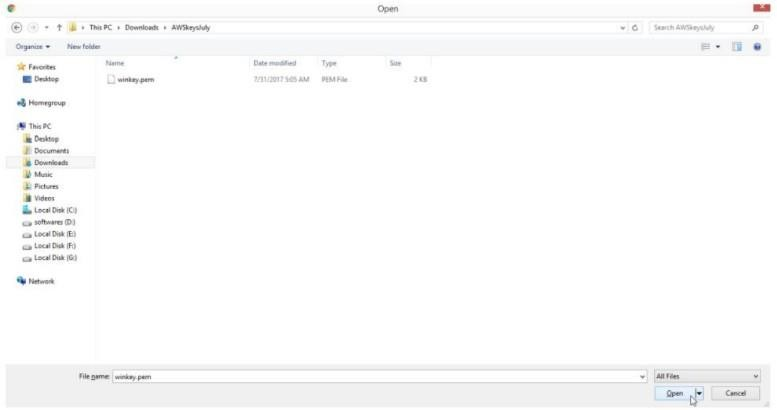 Open
This PC Downloads AWSkeysJuly
Search AWSkeysJuly
Organize New folder
Name Date modified Type Size
winkey.pem 7/31/2017 5:05 AM PEM File 2 KB
Favorites
Desktop
Homegroup
This PC
Desktop
Documents
Downloads
Music
Pictures
Videos
Local Disk (C:)
softwares (D:)
Local Disk (E:)
Local Disk (F:)
Local Disk (G:)
Network
File name: winkey.pem
All Files
Open Cancel